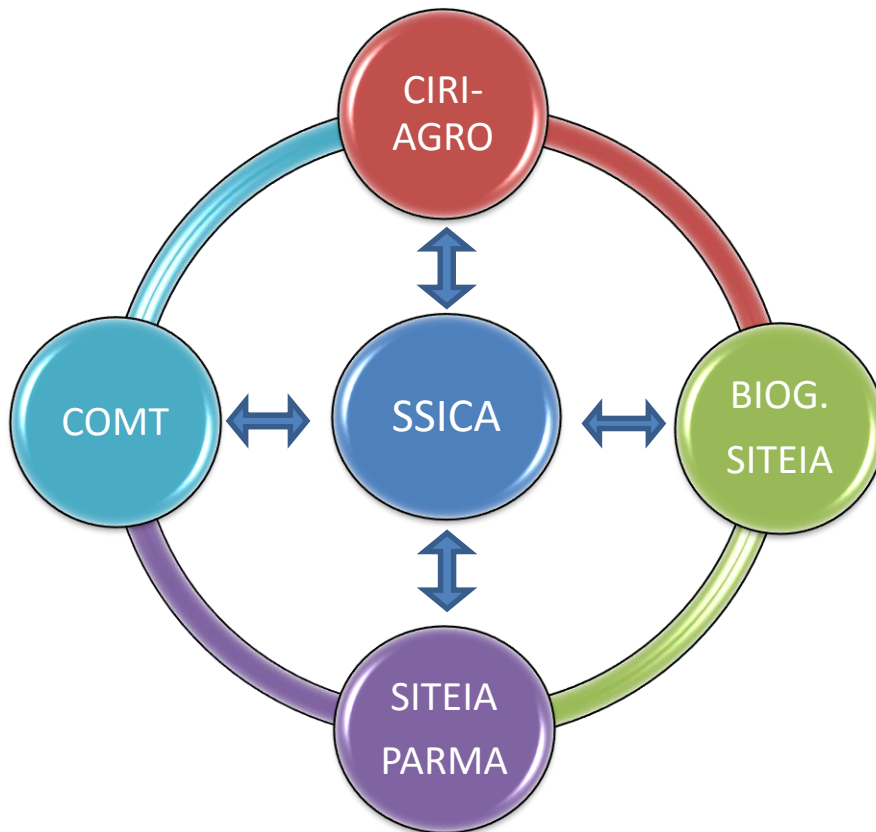 CIRI-
AGRO
COMT
SSICA
BIOG.
SITEIA
SITEIA
PARMA